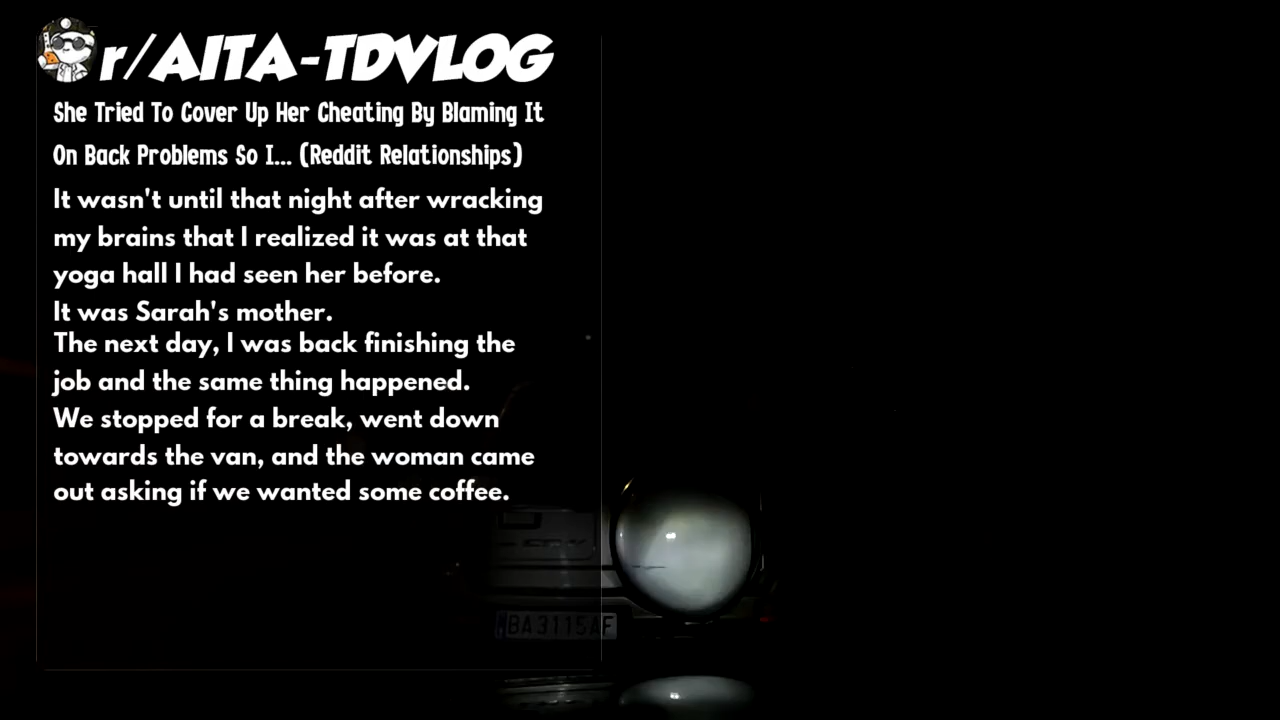 r/AITA-TDVLOG
She Tried To Cover Up Her Cheating By Blaming It
On Back Problems So I... (Reddit Relationships)
It wasn't until that night after wracking
my brains that I realized it was at that
yoga hall I had seen her before.
It was Sarah's mother.
The next day, I was back finishing the
job and the same thing happened.
We stopped for a break, went down
towards the van, and the woman came
out asking if we wanted some coffee.
BA3115AF